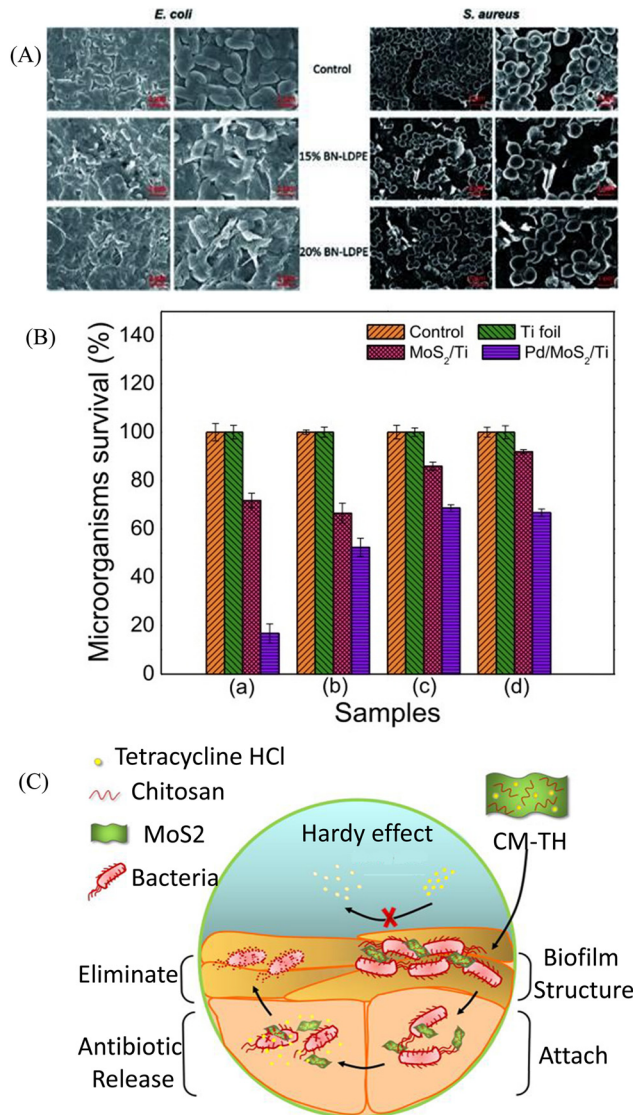 E. coli
S. aureus
(A)
Control
15% BN-LDPE
20% BN-LDPE
(B)
Microorganisms survival (%)
140
120
100
80
60
40
20
0
Control
Ti foil
MoS2/Ti
Pd/MoS2/Ti
(a)
(b)
(c)
(d)
Samples
(C)
Tetracycline HCl
Chitosan
MoS2
Bacteria
Hardy effect
CM-TH
Eliminate
Biofilm
Structure
Antibiotic
Release
Attach